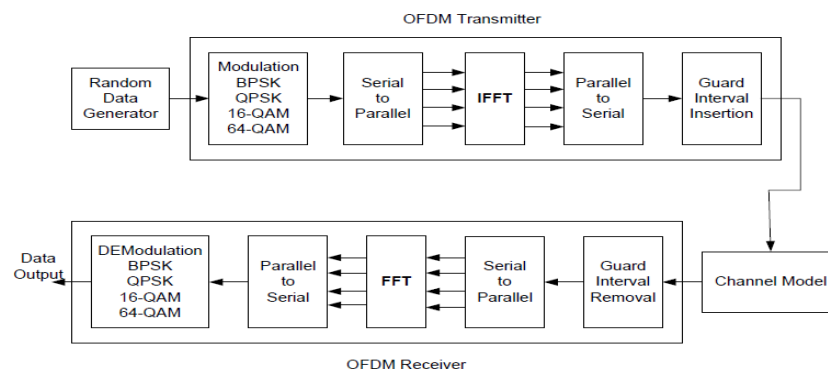 OFDM Transmitter
Random
Data
Generator
Modulation
BPSK
QPSK
16-QAM
64-QAM
Serial
to
Parallel
IFFT
Parallel
to
Serial
Guard
Interval
Insertion
Data
Output
DEModulation
BPSK
QPSK
16-QAM
64-QAM
Parallel
to
Serial
FFT
Serial
to
Parallel
Guard
Interval
Removal
Channel Model
OFDM Receiver